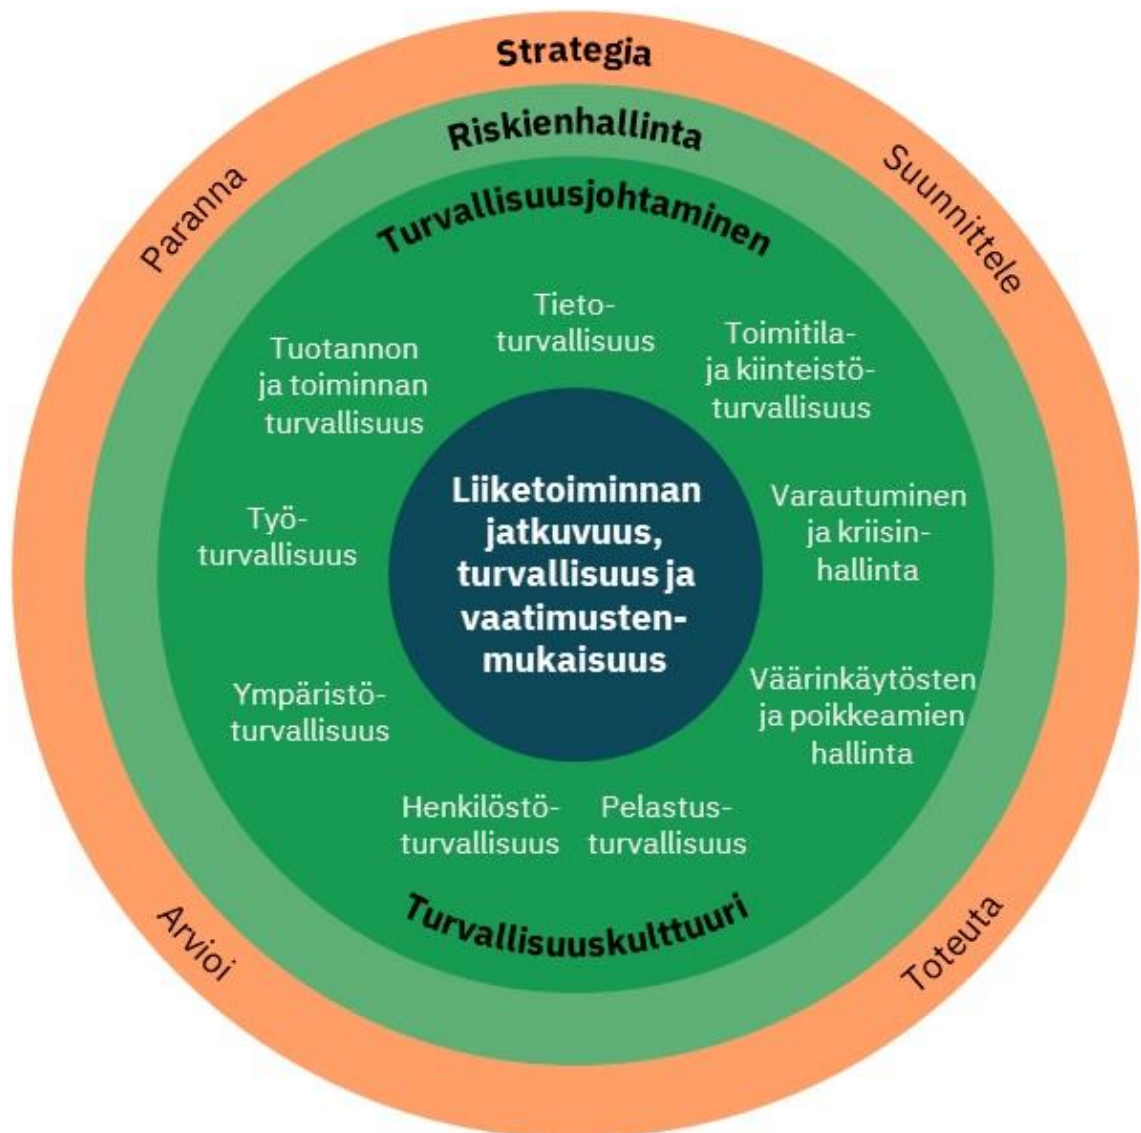 Strategia
Riskienhallinta
Turvallisuusjohtaminen
Paranna
Suunnittele
Tieto-
turvallisuus
Toimitila-
ja kiinteistö-
turvallisuus
Tuotannon
ja toiminnan
turvallisuus
Varautuminen
ja kriisin-
hallinta
Työ-
turvallisuus
Liiketoiminnan
jatkuvuus,
turvallisuus ja
vaatimusten-
mukaisuus
Väärinkäytösten
ja poikkeamien
hallinta
Ympäristö-
turvallisuus
Henkilöstö-
turvallisuus
Pelastus-
turvallisuus
Turvallisuuskulttuuri
Arvioi
Toteuta